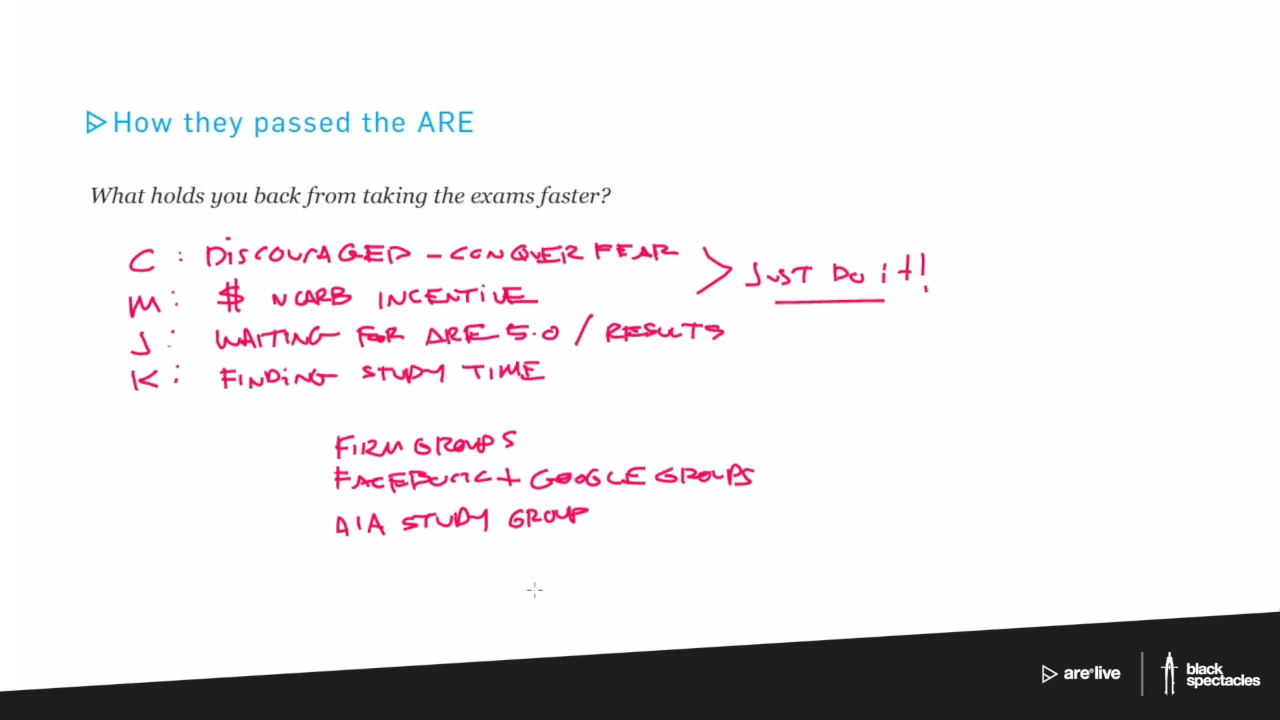 How they passed the ARE
What holds you back from taking the exams faster?
C : DISCOURAGED - CONQUER FEAR > JUST DO it!
M : $ NCARB INCENTIVE
J : WAITING FOR ARE 5.0 / RESULTS
K : FINDING STUDY TIME
FIRM GROUPS
FACEBOOK + GOOGLE GROUPS
AIA STUDY GROUP
are live
black
spectacles